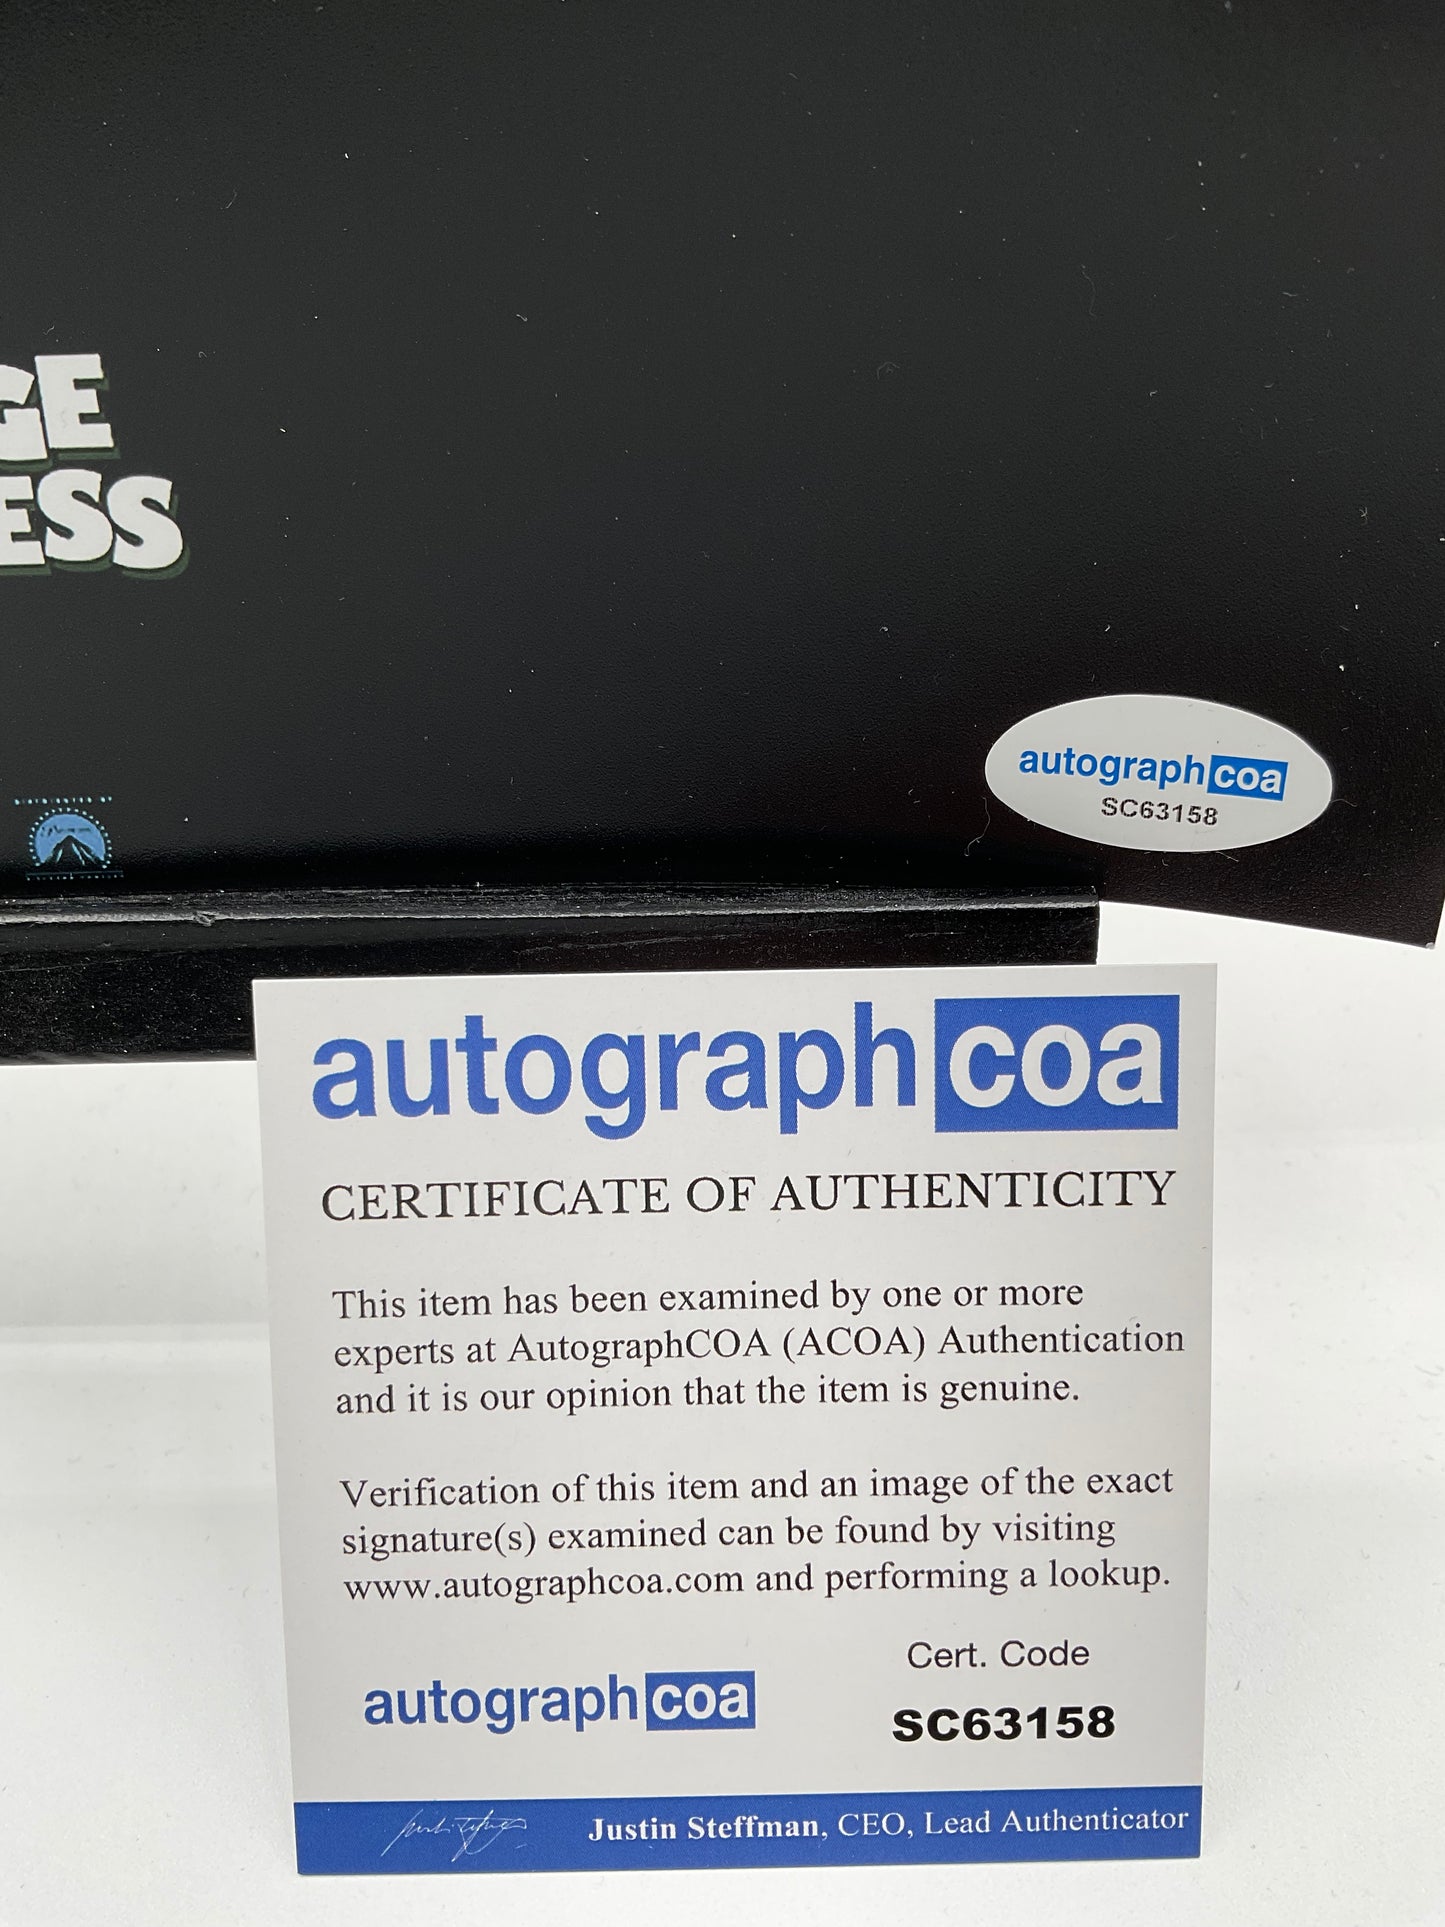 GE
ESS
DISTRIBUTED BY
Paramount
autographcoa
SC63158
autographcoa
CERTIFICATE OF AUTHENTICITY
This item has been examined by one or more
experts at AutographCOA (ACOA) Authentication
and it is our opinion that the item is genuine.
Verification of this item and an image of the exact
signature(s) examined can be found by visiting
www.autographcoa.com and performing a lookup.
Cert. Code
autographcoa
SC63158
Justin Steffman, CEO, Lead Authenticator